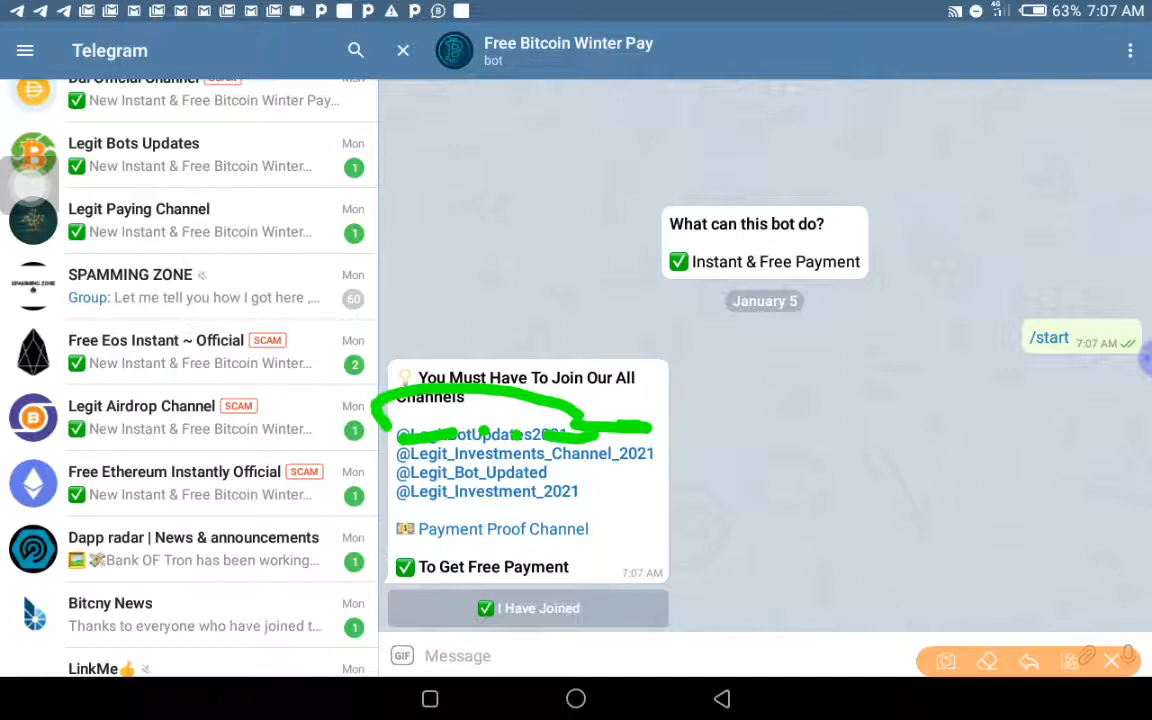 63% 7:07 AM
Telegram
Free Bitcoin Winter Pay
bot
Dai Official Channel SCAM Mon
✅ New Instant & Free Bitcoin Winter Pay...
Legit Bots Updates Mon
✅ New Instant & Free Bitcoin Winter... 1
Legit Paying Channel Mon
✅ New Instant & Free Bitcoin Winter... 1
SPAMMING ZONE Mon
Group: Let me tell you how I got here ,... 60
Free Eos Instant ~ Official SCAM Mon
✅ New Instant & Free Bitcoin Winter... 2
Legit Airdrop Channel SCAM Mon
✅ New Instant & Free Bitcoin Winter... 1
Free Ethereum Instantly Official SCAM Mon
✅ New Instant & Free Bitcoin Winter... 1
Dapp radar | News & announcements Mon
🖼💸Bank OF Tron has been working... 1
Bitcny News Mon
Thanks to everyone who have joined t... 1
LinkMe👍 Mon
What can this bot do?
✅ Instant & Free Payment
January 5
/start 7:07 AM
💡 You Must Have To Join Our All
Channels
@LegitBotUpdates2021
@Legit_Investments_Channel_2021
@Legit_Bot_Updated
@Legit_Investment_2021
💵 Payment Proof Channel
✅ To Get Free Payment 7:07 AM
✅ I Have Joined
GIF Message